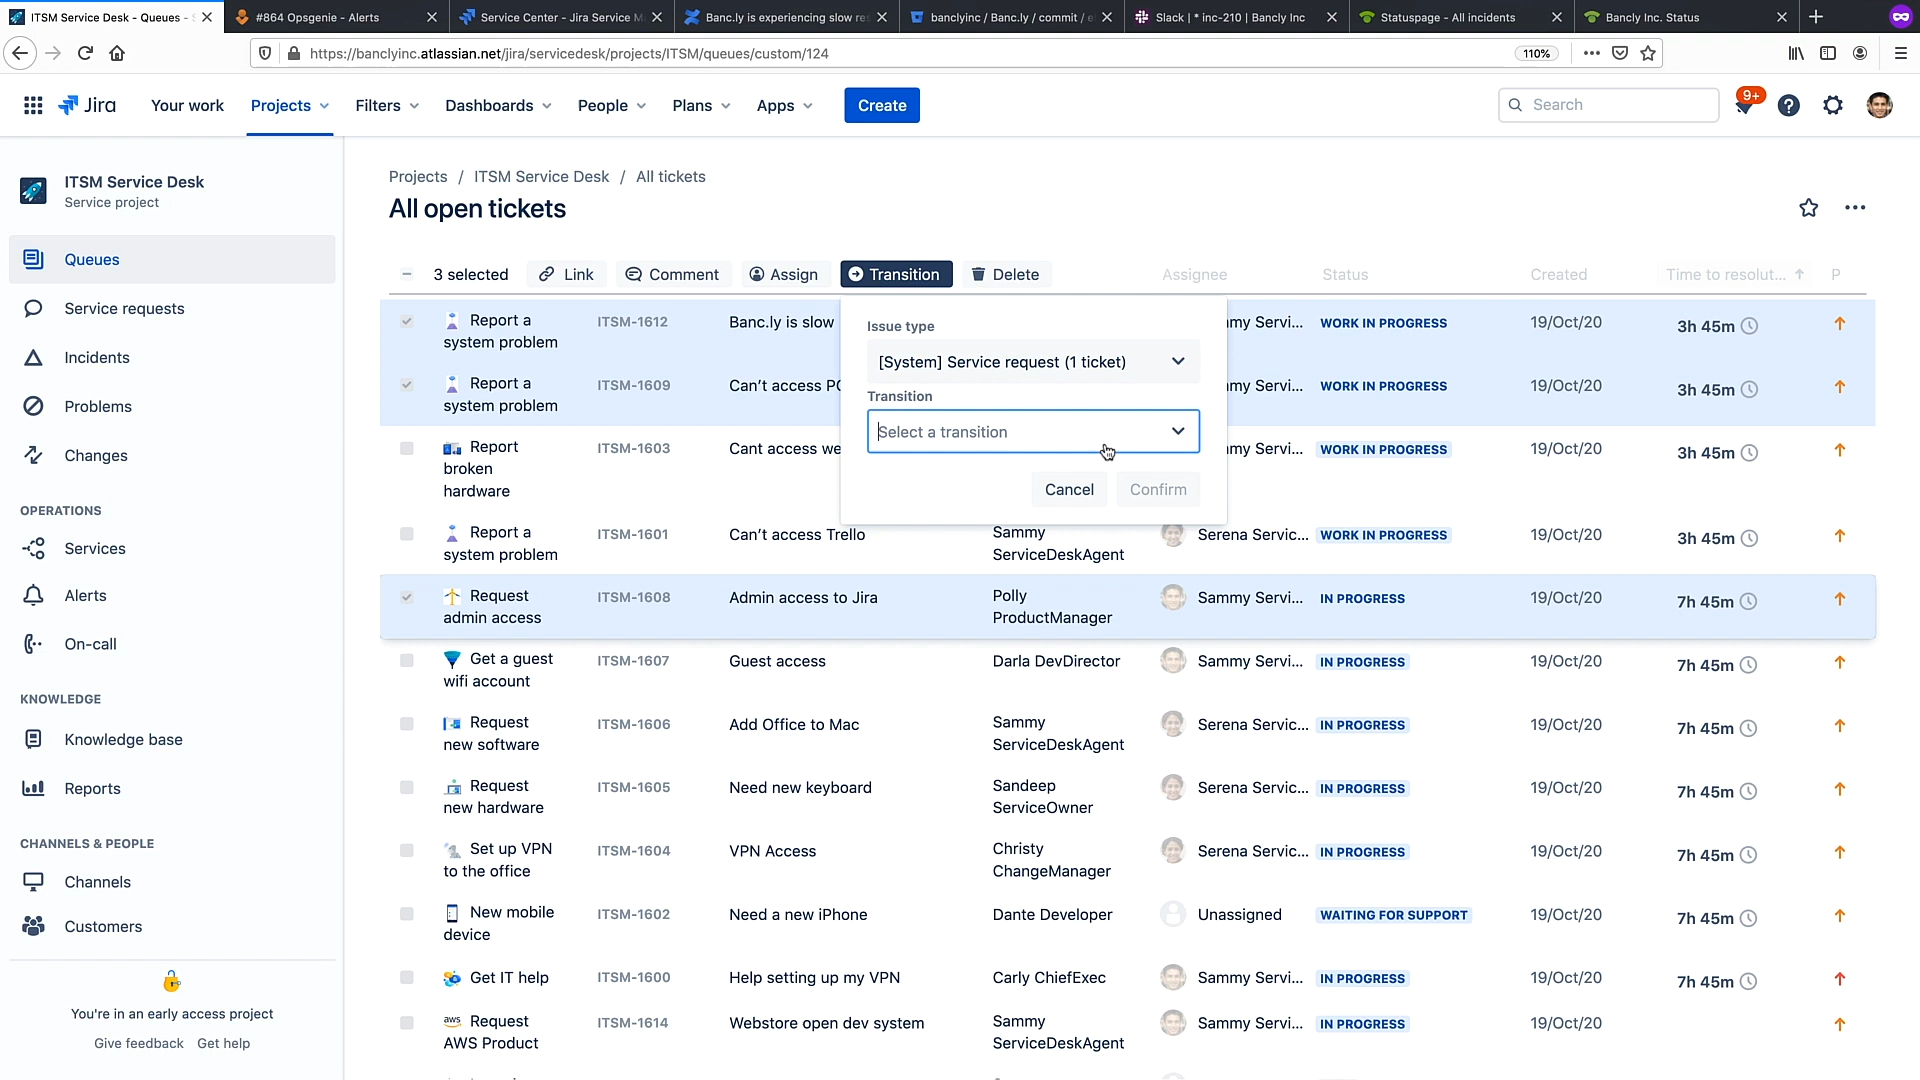 ITSM Service Desk - Queues - S
#864 Opsgenie - Alerts
Service Center - Jira Service M
Banc.ly is experiencing slow res
banclyinc / Banc.ly / commit / e
Slack | * inc-210 | Bancly Inc
Statuspage - All incidents
Bancly Inc. Status
https://banclyinc.atlassian.net/jira/servicedesk/projects/ITSM/queues/custom/124
110%
Jira
Your work
Projects
Filters
Dashboards
People
Plans
Apps
Create
Search
9+
ITSM Service Desk
Service project
Queues
Service requests
Incidents
Problems
Changes
OPERATIONS
Services
Alerts
On-call
KNOWLEDGE
Knowledge base
Reports
CHANNELS & PEOPLE
Channels
Customers
You're in an early access project
Give feedback Get help
Projects / ITSM Service Desk / All tickets
All open tickets
3 selected Link Comment Assign Transition Delete Assignee Status Created Time to resolut... P
Issue type
[System] Service request (1 ticket)
Transition
Select a transition
Cancel Confirm
Report a
system problem
ITSM-1612 Banc.ly is slow my Servi... WORK IN PROGRESS 19/Oct/20 3h 45m
Report a
system problem
ITSM-1609 Can't access PC my Servi... WORK IN PROGRESS 19/Oct/20 3h 45m
Report
broken
hardware
ITSM-1603 Cant access we my Servi... WORK IN PROGRESS 19/Oct/20 3h 45m
Report a
system problem
ITSM-1601 Can't access Trello
Sammy
ServiceDeskAgent
Serena Servic... WORK IN PROGRESS 19/Oct/20 3h 45m
Request
admin access
ITSM-1608 Admin access to Jira
Polly
ProductManager
Sammy Servi... IN PROGRESS 19/Oct/20 7h 45m
Get a guest
wifi account
ITSM-1607 Guest access Darla DevDirector Sammy Servi... IN PROGRESS 19/Oct/20 7h 45m
Request
new software
ITSM-1606 Add Office to Mac
Sammy
ServiceDeskAgent
Serena Servic... IN PROGRESS 19/Oct/20 7h 45m
Request
new hardware
ITSM-1605 Need new keyboard
Sandeep
ServiceOwner
Serena Servic... IN PROGRESS 19/Oct/20 7h 45m
Set up VPN
to the office
ITSM-1604 VPN Access
Christy
ChangeManager
Serena Servic... IN PROGRESS 19/Oct/20 7h 45m
New mobile
device
ITSM-1602 Need a new iPhone Dante Developer Unassigned WAITING FOR SUPPORT 19/Oct/20 7h 45m
Get IT help ITSM-1600 Help setting up my VPN Carly ChiefExec Sammy Servi... IN PROGRESS 19/Oct/20 7h 45m
aws Request
AWS Product
ITSM-1614 Webstore open dev system
Sammy
ServiceDeskAgent
Sammy Servi... IN PROGRESS 19/Oct/20